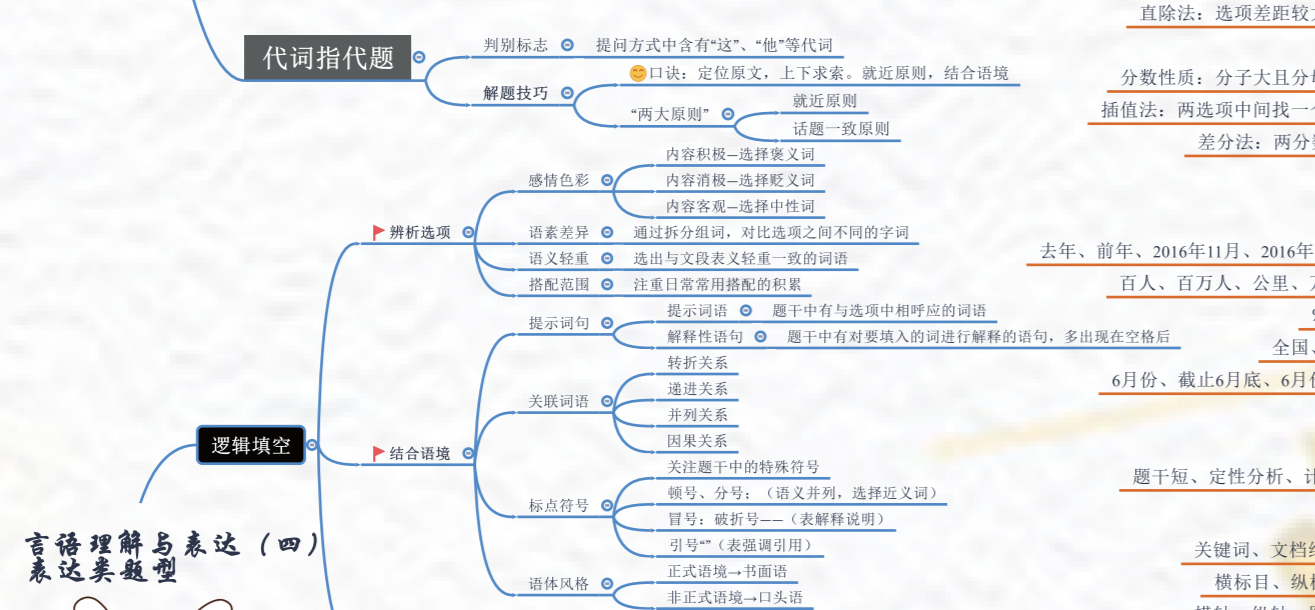 代词指代题
判别标志
提问方式中含有“这”、“他”等代词
解题技巧
口诀：定位原文，上下求索。就近原则，结合语境
“两大原则”
就近原则
话题一致原则
逻辑填空
辨析选项
感情色彩
内容积极—选择褒义词
内容消极—选择贬义词
内容客观—选择中性词
语素差异
通过拆分组词，对比选项之间不同的字词
语义轻重
选出与文段表义轻重一致的词语
搭配范围
注重日常常用搭配的积累
结合语境
提示词句
提示词语
题干中有与选项中相呼应的词语
解释性语句
题干中有对要填入的词进行解释的语句，多出现在空格后
关联词语
转折关系
递进关系
并列关系
因果关系
标点符号
关注题干中的特殊符号
顿号、分号；（语义并列，选择近义词）
冒号：破折号——（表解释说明）
引号“”（表强调引用）
语体风格
正式语境→书面语
非正式语境→口头语
言语理解与表达（四）
表达类题型
直除法：选项差距较
分数性质：分子大且分
插值法：两选项中间找一
差分法：两分
去年、前年、2016年11月、2016年
百人、百万人、公里、
全国、
6月份、截止6月底、6月
题干短、定性分析、
关键词、文档
横标目、纵